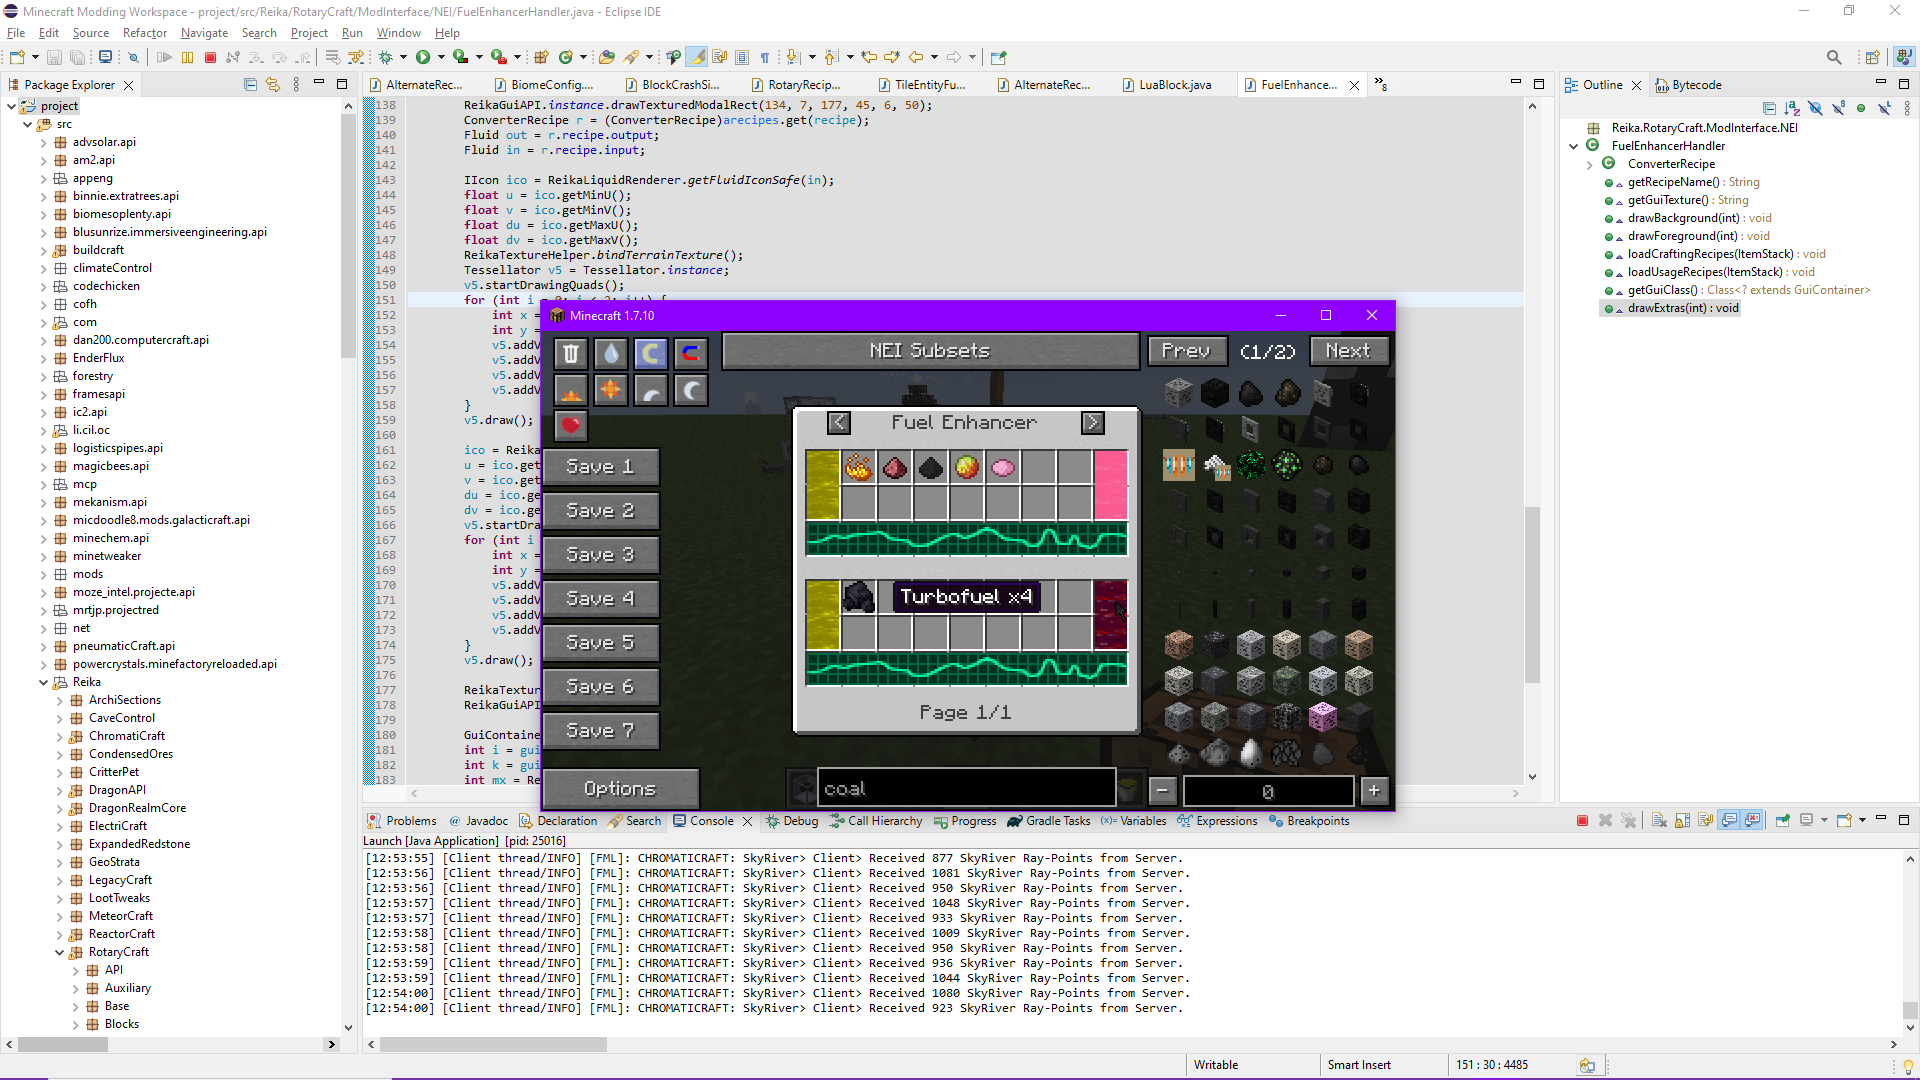 Minecraft Modding Workspace - project/src/Reika/RotaryCraft/ModInterface/NEI/FuelEnhancerHandler.java - Eclipse IDE
File Edit Source Refactor Navigate Search Project Run Window Help
Package Explorer
project
src
advsolar.api
am2.api
appeng
binnie.extratrees.api
biomesoplenty.api
blusunrize.immersiveengineering.api
buildcraft
climateControl
codechicken
cofh
com
dan200.computercraft.api
EnderFlux
forestry
framesapi
ic2.api
li.cil.oc
logisticspipes.api
magicbees.api
mcp
mekanism.api
micdoodle8.mods.galacticraft.api
minechem.api
minetweaker
mods
moze_intel.projecte.api
mrtjp.projectred
net
pneumaticCraft.api
powercrystals.minefactoryreloaded.api
Reika
ArchiSections
CaveControl
ChromatiCraft
CondensedOres
CritterPet
DragonAPI
DragonRealmCore
ElectriCraft
ExpandedRedstone
GeoStrata
LegacyCraft
LootTweaks
MeteorCraft
ReactorCraft
RotaryCraft
API
Auxiliary
Base
Blocks
AlternateRec... BiomeConfig.... BlockCrashSi... RotaryRecip... TileEntityFu... AlternateRec... LuaBlock.java FuelEnhance... »8
138 ReikaGuiAPI.instance.drawTexturedModalRect(134, 7, 177, 45, 6, 50);
139 ConverterRecipe r = (ConverterRecipe)arecipes.get(recipe);
140 Fluid out = r.recipe.output;
141 Fluid in = r.recipe.input;
142
143 IIcon ico = ReikaLiquidRenderer.getFluidIconSafe(in);
144 float u = ico.getMinU();
145 float v = ico.getMinV();
146 float du = ico.getMaxU();
147 float dv = ico.getMaxV();
148 ReikaTextureHelper.bindTerrainTexture();
149 Tessellator v5 = Tessellator.instance;
150 v5.startDrawingQuads();
151 for (int i = 0; i < 2; i++) {
152 int x =
153 int y =
154 v5.addV
155 v5.addV
156 v5.addV
157 v5.addV
158 }
159 v5.draw();
160
161 ico = Reika
162 u = ico.get
163 v = ico.get
164 du = ico.ge
165 dv = ico.ge
166 v5.startDra
167 for (int i
168 int x =
169 int y =
170 v5.addV
171 v5.addV
172 v5.addV
173 v5.addV
174 }
175 v5.draw();
176
177 ReikaTextur
178 ReikaGuiAPI
179
180 GuiContaine
181 int i = gui
182 int k = gui
183 int mx = Re
Minecraft 1.7.10
NEI Subsets
Prev (1/2) Next
Save 1
Save 2
Save 3
Save 4
Save 5
Save 6
Save 7
Options
< Fuel Enhancer >
Turbofuel x4
Page 1/1
coal
- 0 +
Outline Bytecode
Reika.RotaryCraft.ModInterface.NEI
FuelEnhancerHandler
ConverterRecipe
getRecipeName() : String
getGuiTexture() : String
drawBackground(int) : void
drawForeground(int) : void
loadCraftingRecipes(ItemStack) : void
loadUsageRecipes(ItemStack) : void
getGuiClass() : Class<? extends GuiContainer>
drawExtras(int) : void
Problems @ Javadoc Declaration Search Console Debug Call Hierarchy Progress Gradle Tasks (x)= Variables Expressions Breakpoints
Launch [Java Application] [pid: 25016]
[12:53:55] [Client thread/INFO] [FML]: CHROMATICRAFT: SkyRiver> Client> Received 877 SkyRiver Ray-Points from Server.
[12:53:56] [Client thread/INFO] [FML]: CHROMATICRAFT: SkyRiver> Client> Received 1081 SkyRiver Ray-Points from Server.
[12:53:56] [Client thread/INFO] [FML]: CHROMATICRAFT: SkyRiver> Client> Received 950 SkyRiver Ray-Points from Server.
[12:53:57] [Client thread/INFO] [FML]: CHROMATICRAFT: SkyRiver> Client> Received 1048 SkyRiver Ray-Points from Server.
[12:53:57] [Client thread/INFO] [FML]: CHROMATICRAFT: SkyRiver> Client> Received 933 SkyRiver Ray-Points from Server.
[12:53:58] [Client thread/INFO] [FML]: CHROMATICRAFT: SkyRiver> Client> Received 1009 SkyRiver Ray-Points from Server.
[12:53:58] [Client thread/INFO] [FML]: CHROMATICRAFT: SkyRiver> Client> Received 950 SkyRiver Ray-Points from Server.
[12:53:59] [Client thread/INFO] [FML]: CHROMATICRAFT: SkyRiver> Client> Received 936 SkyRiver Ray-Points from Server.
[12:53:59] [Client thread/INFO] [FML]: CHROMATICRAFT: SkyRiver> Client> Received 1044 SkyRiver Ray-Points from Server.
[12:54:00] [Client thread/INFO] [FML]: CHROMATICRAFT: SkyRiver> Client> Received 1080 SkyRiver Ray-Points from Server.
[12:54:00] [Client thread/INFO] [FML]: CHROMATICRAFT: SkyRiver> Client> Received 923 SkyRiver Ray-Points from Server.
Writable Smart Insert 151 : 30 : 4485